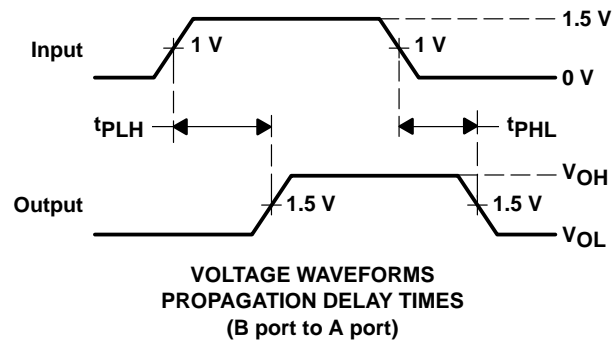 1.5 V
Input
1 V
1 V
0 V
tPLH
tPHL
VOH
Output
1.5 V
1.5 V
VOL
VOLTAGE WAVEFORMS
PROPAGATION DELAY TIMES
(B port to A port)